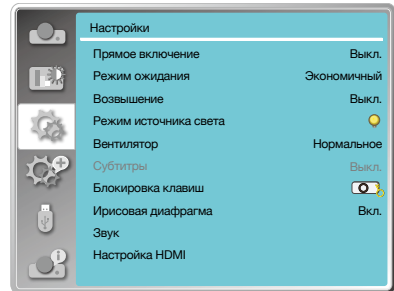 Настройки
Прямое включение Выкл.
Режим ожидания Экономичный
Возвышение Выкл.
Режим источника света
Вентилятор Нормальное
Субтитры Выкл.
Блокировка клавиш
Ирисовая диафрагма Вкл.
Звук
Настройка HDMI